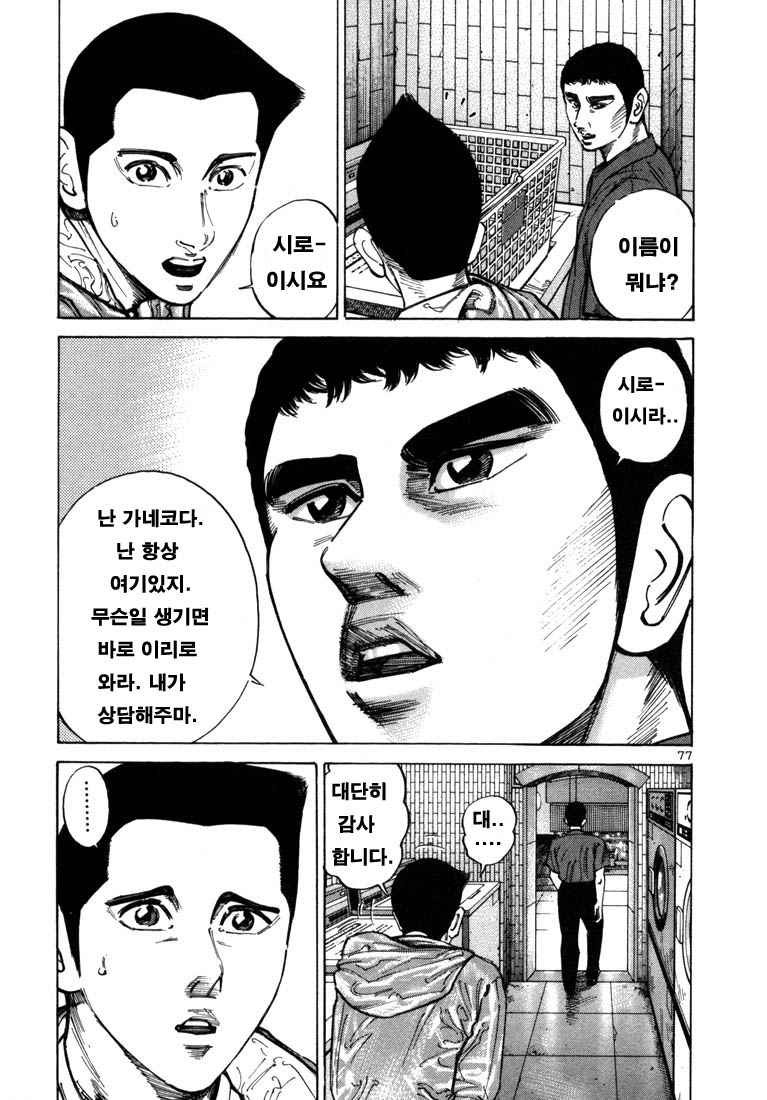 이름이
뭐냐?
시로-
이시요
시로-
이시라..
난 가네코다.
난 항상
여기있지.
무슨일 생기면
바로 이리로
와라. 내가
상담해주마.
77
대..
....
대단히
감사
합니다.
........